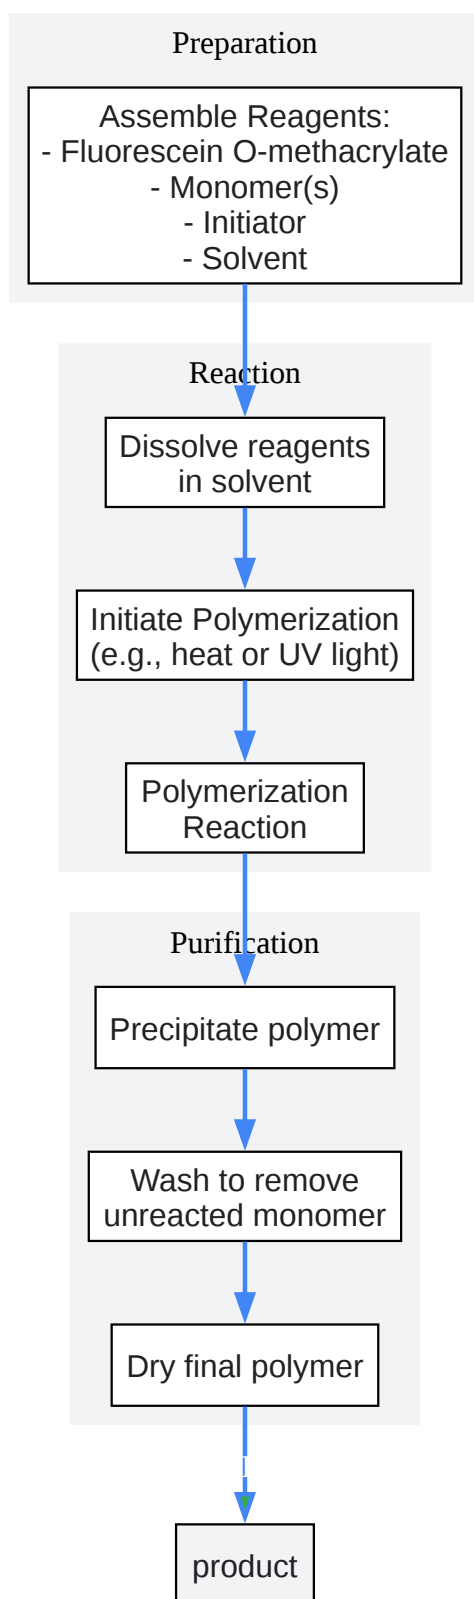 Preparation
Assemble Reagents:
- Fluorescein O-methacrylate
- Monomer(s)
- Initiator
- Solvent
Reaction
Dissolve reagents
in solvent
Initiate Polymerization
(e.g., heat or UV light)
Polymerization
Reaction
Purification
Precipitate polymer
Wash to remove
unreacted monomer
Dry final polymer
product